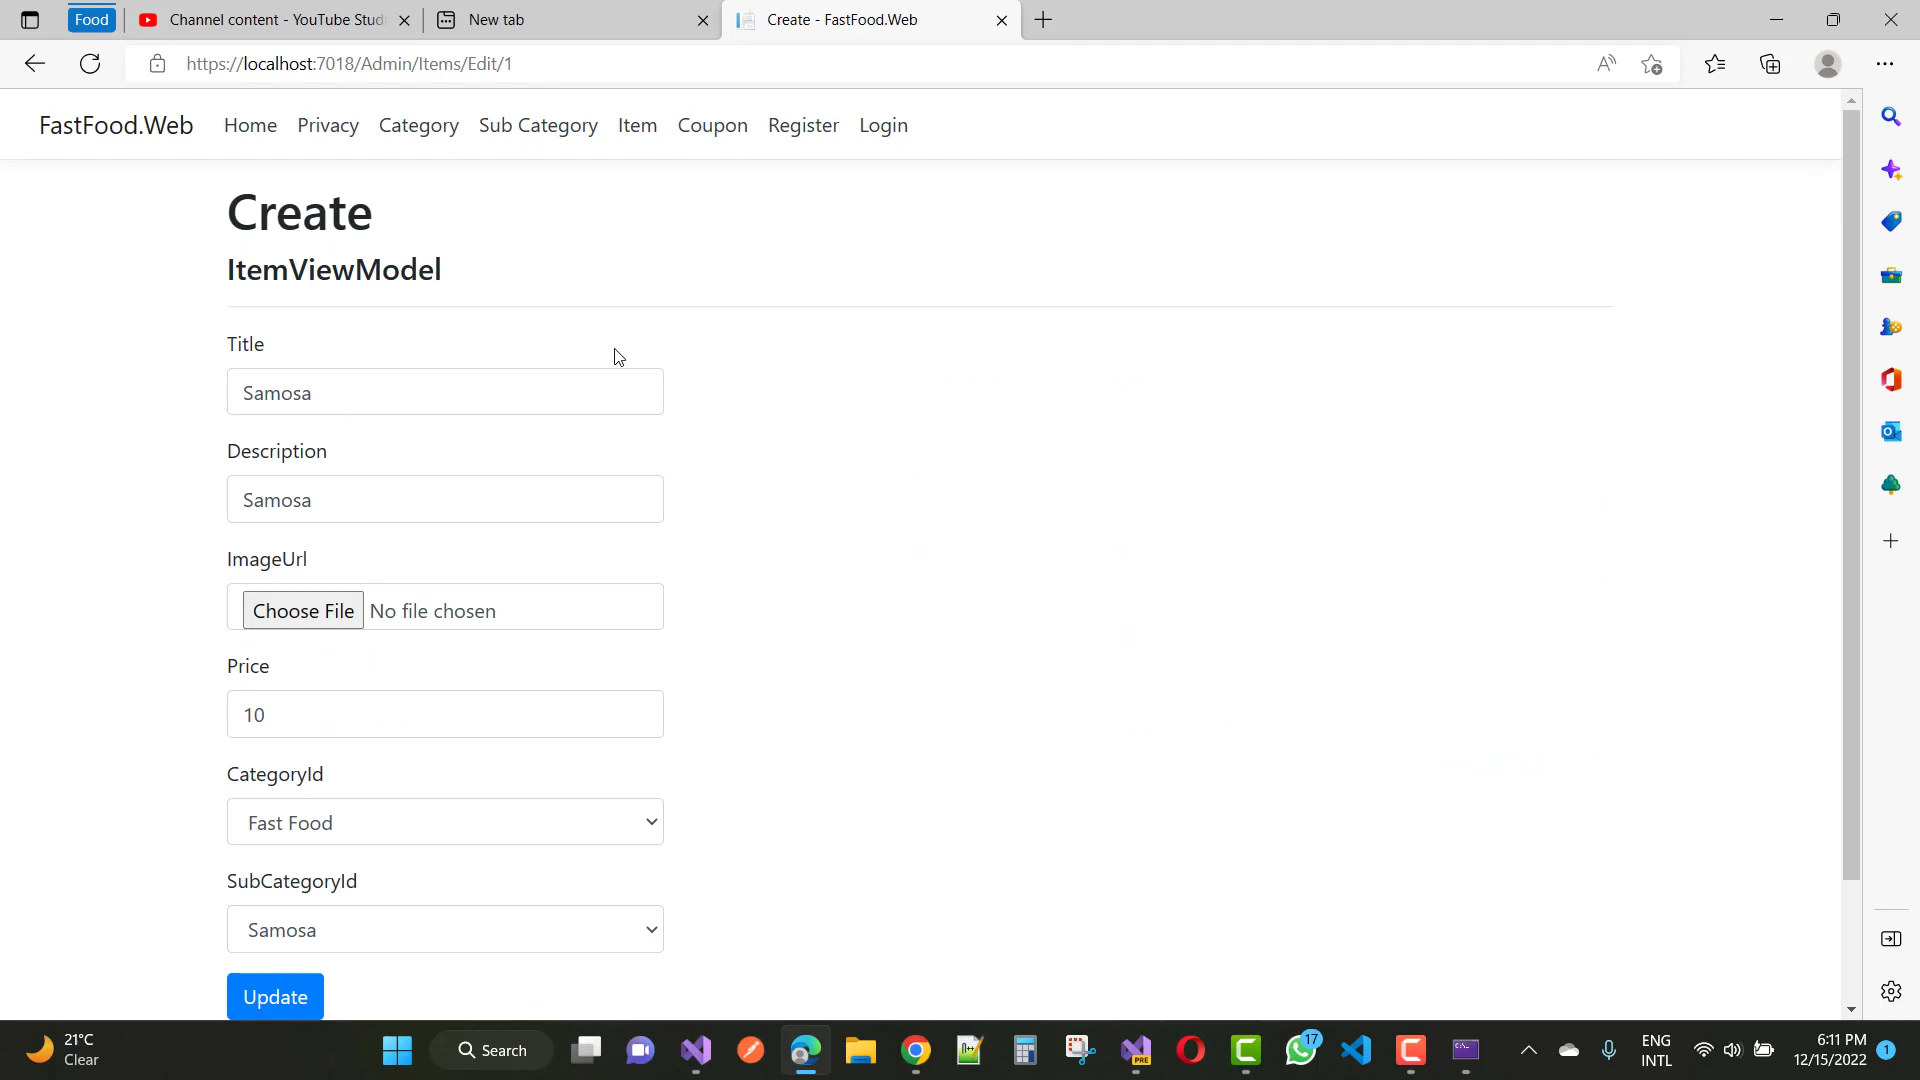 Food
Channel content - YouTube Studi
New tab
Create - FastFood.Web
https://localhost:7018/Admin/Items/Edit/1
FastFood.Web Home Privacy Category Sub Category Item Coupon Register Login
Create
ItemViewModel
Title
Samosa
Description
Samosa
ImageUrl
Choose File No file chosen
Price
10
CategoryId
Fast Food
SubCategoryId
Samosa
Update
21°C
Clear
Search
PRE
17
ENG
INTL
6:11 PM
12/15/2022
1